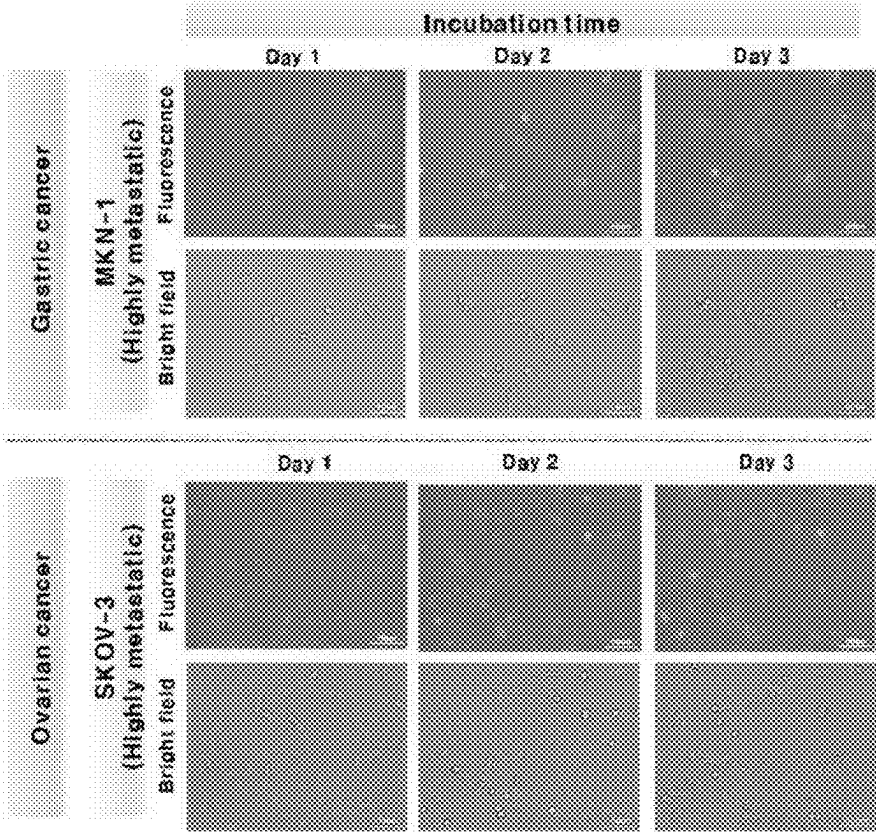 Incubation time
Day 1
Day 2
Day 3
Gastric cancer
MKN-1
(Highly metastatic)
Fluorescence
Bright field
Day 1
Day 2
Day 3
Ovarian cancer
SKOV-3
(Highly metastatic)
Fluorescence
Bright field